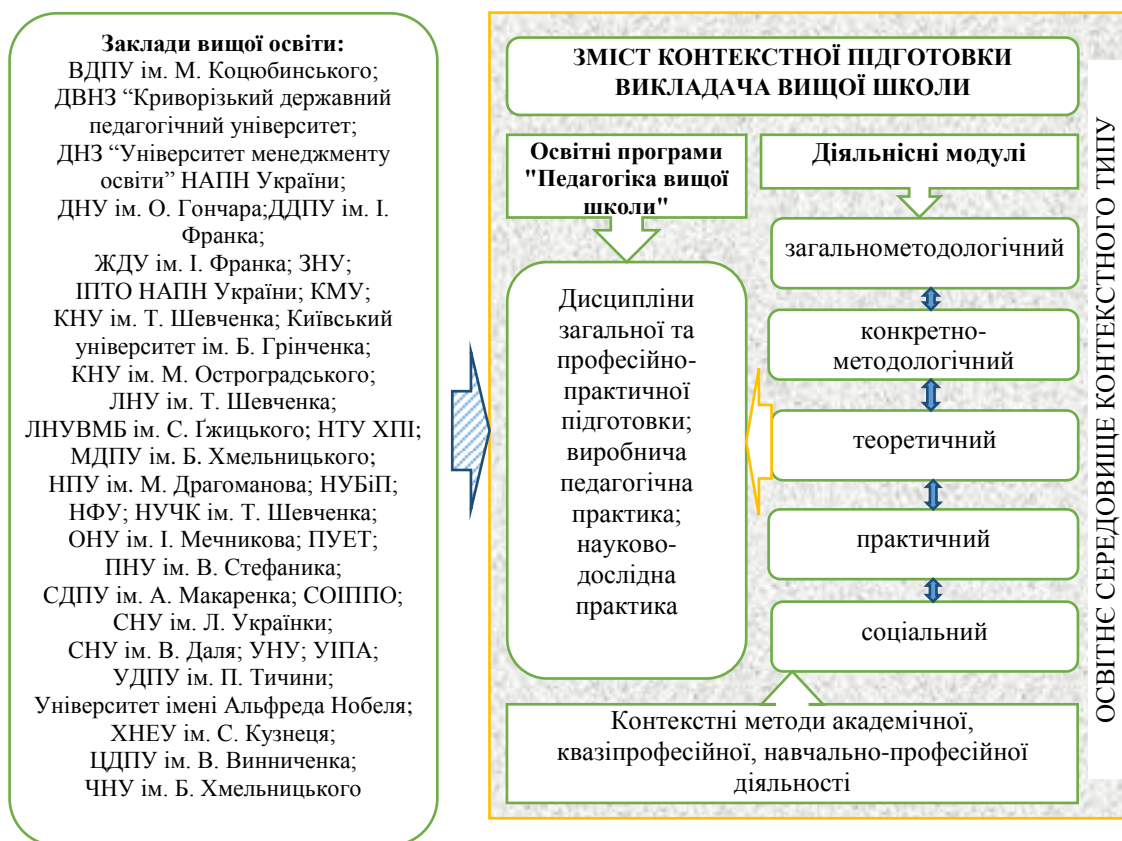 Заклади вищої освіти:
ВДПУ ім. М. Коцюбинського;
ДВНЗ “Криворізький державний
педагогічний університет;
ДНЗ “Університет менеджменту
освіти” НАПН України;
ДНУ ім. О. Гончара;ДДПУ ім. І.
Франка;
ЖДУ ім. І. Франка; ЗНУ;
ІПТО НАПН України; КМУ;
КНУ ім. Т. Шевченка; Київський
університет ім. Б. Грінченка;
КНУ ім. М. Остроградського;
ЛНУ ім. Т. Шевченка;
ЛНУВМБ ім. С. Ґжицького; НТУ ХПІ;
МДПУ ім. Б. Хмельницького;
НПУ ім. М. Драгоманова; НУБіП;
НФУ; НУЧК ім. Т. Шевченка;
ОНУ ім. І. Мечникова; ПУЕТ;
ПНУ ім. В. Стефаника;
СДПУ ім. А. Макаренка; СОІППО;
СНУ ім. Л. Українки;
СНУ ім. В. Даля; УНУ; УІПА;
УДПУ ім. П. Тичини;
Університет імені Альфреда Нобеля;
ХНЕУ ім. С. Кузнеця;
ЦДПУ ім. В. Винниченка;
ЧНУ ім. Б. Хмельницького
ЗМІСТ КОНТЕКСТНОЇ ПІДГОТОВКИ
ВИКЛАДАЧА ВИЩОЇ ШКОЛИ
Освітні програми
"Педагогіка вищої
школи"
Дисципліни
загальної та
професійно-
практичної
підготовки;
виробнича
педагогічна
практика;
науково-
дослідна
практика
Діяльнісні модулі
загальнометодологічний
конкретно-
методологічний
теоретичний
практичний
соціальний
Контекстні методи академічної,
квазіпрофесійної, навчально-професійної
діяльності
ОСВІТНЄ СЕРЕДОВИЩЕ КОНТЕКСТНОГО ТИПУ